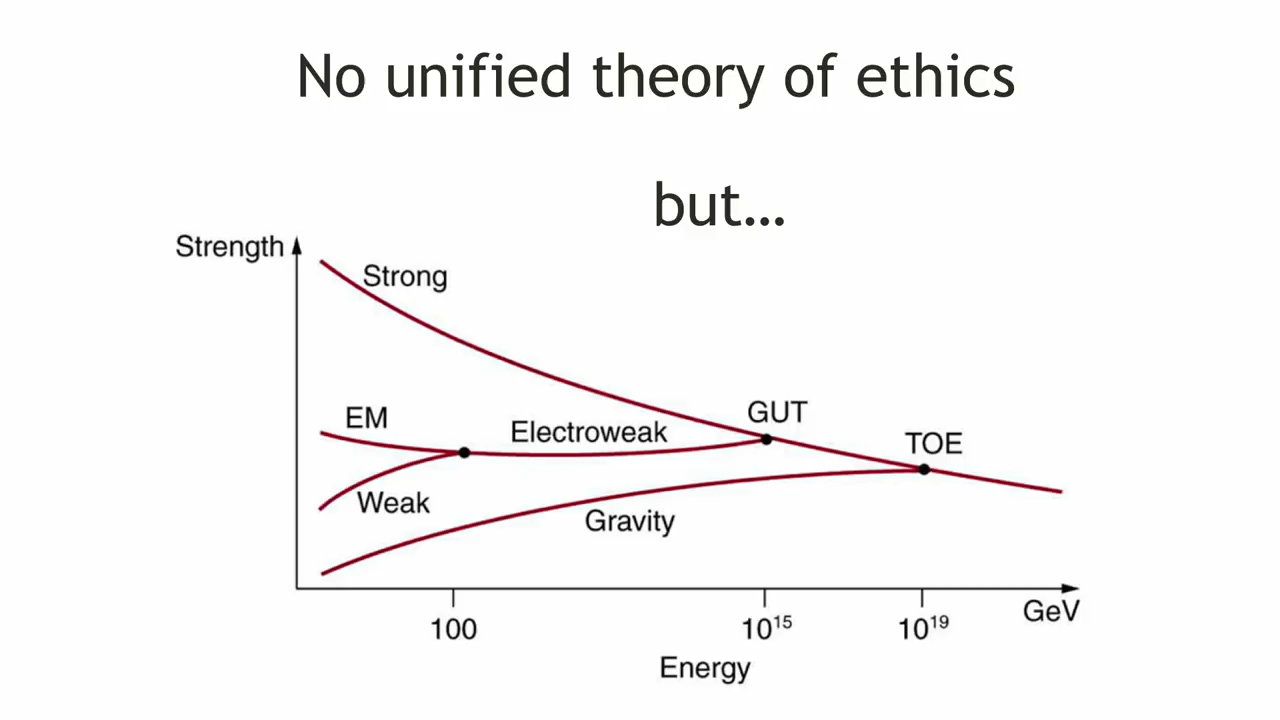 No unified theory of ethics
but...
Strength
Strong
EM
Electroweak
GUT
TOE
Weak
Gravity
GeV
100
10¹⁵
10¹⁹
Energy